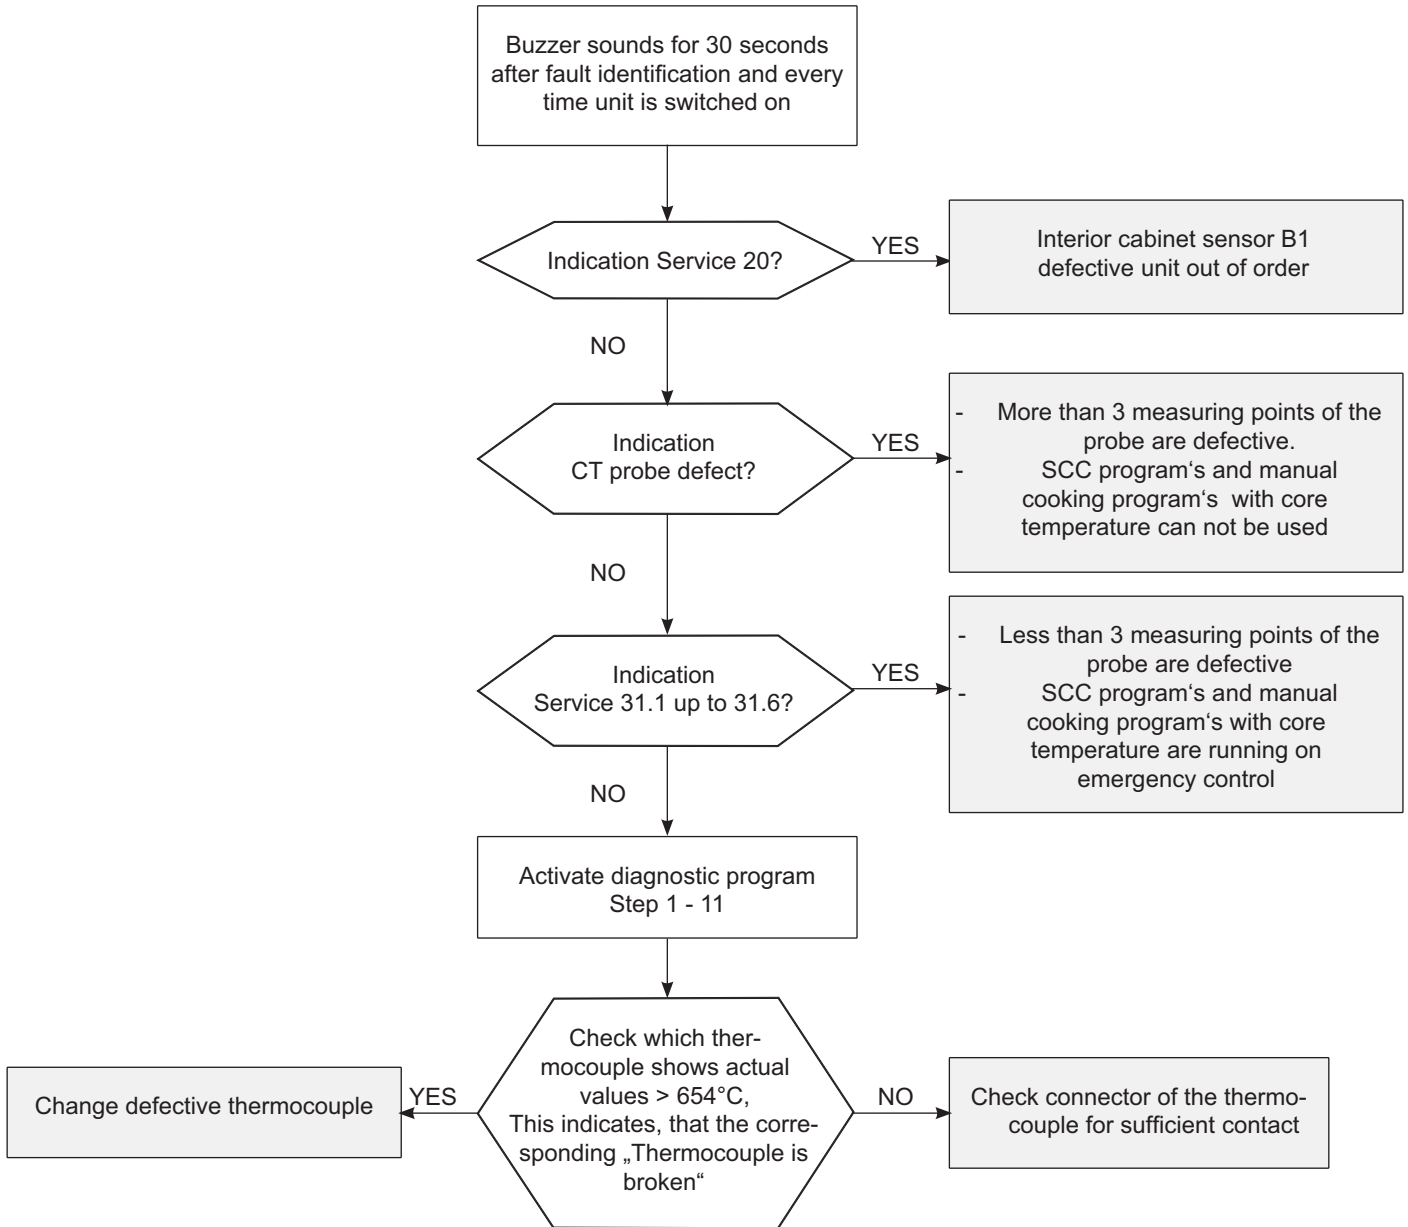 Buzzer sounds for 30 seconds
after fault identification and every
time unit is switched on
Indication Service 20?
YES
Interior cabinet sensor B1
defective unit out of order
NO
Indication
CT probe defect?
YES
- More than 3 measuring points of the
probe are defective.
- SCC program‘s and manual
cooking program‘s with core
temperature can not be used
NO
Indication
Service 31.1 up to 31.6?
YES
- Less than 3 measuring points of the
probe are defective
- SCC program‘s and manual
cooking program‘s with core
temperature are running on
emergency control
NO
Activate diagnostic program
Step 1 - 11
Check which ther-
mocouple shows actual
values > 654°C,
This indicates, that the corre-
sponding „Thermocouple is
broken“
YES
Change defective thermocouple
NO
Check connector of the thermo-
couple for sufficient contact